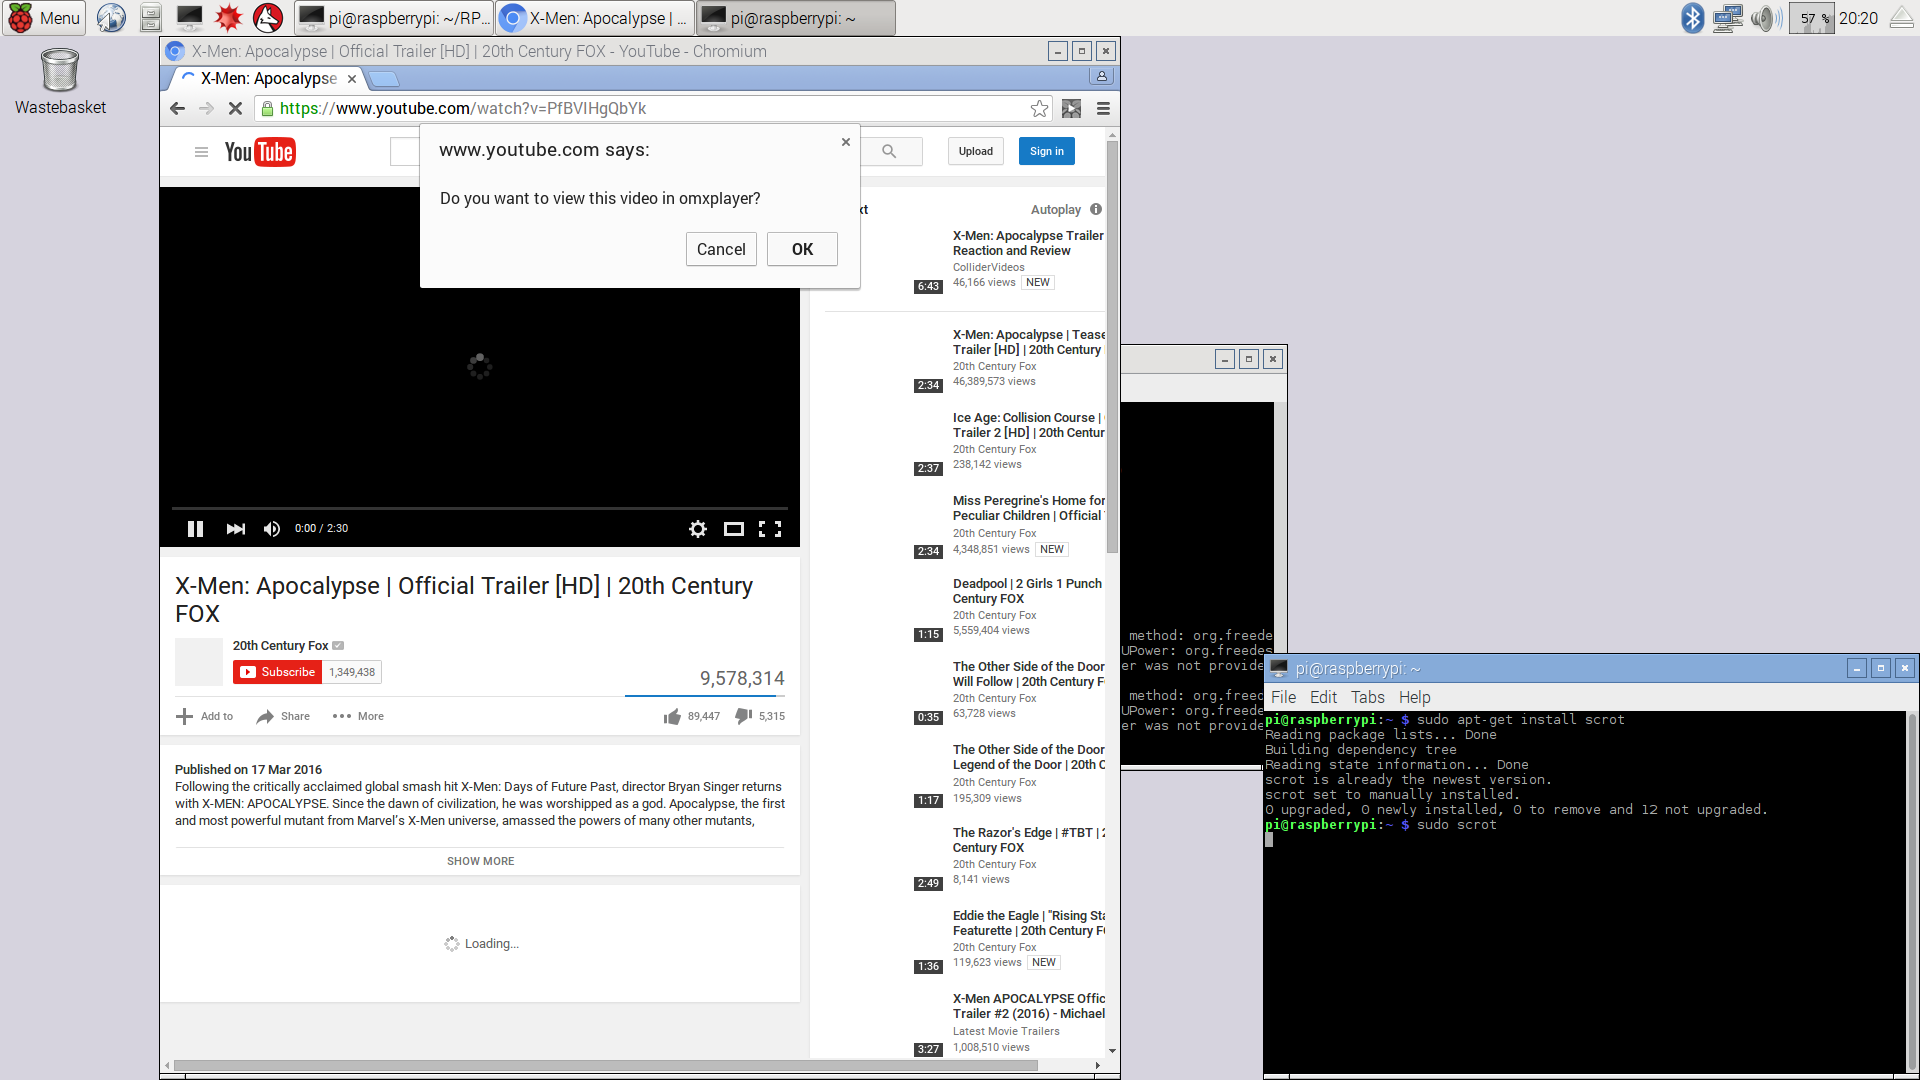 Menu
pi@raspberrypi: ~/RP...
X-Men: Apocalypse | ...
pi@raspberrypi: ~
57 %
20:20
Wastebasket
X-Men: Apocalypse | Official Trailer [HD] | 20th Century FOX - YouTube - Chromium
X-Men: Apocalypse
https://www.youtube.com/watch?v=PfBVIHgQbYk
YouTube
Upload
Sign in
www.youtube.com says:
Do you want to view this video in omxplayer?
Cancel
OK
0:00 / 2:30
X-Men: Apocalypse | Official Trailer [HD] | 20th Century
FOX
20th Century Fox
Subscribe 1,349,438
9,578,314
Add to
Share
More
89,447
5,315
Published on 17 Mar 2016
Following the critically acclaimed global smash hit X-Men: Days of Future Past, director Bryan Singer returns
with X-MEN: APOCALYPSE. Since the dawn of civilization, he was worshipped as a god. Apocalypse, the first
and most powerful mutant from Marvel's X-Men universe, amassed the powers of many other mutants,
SHOW MORE
Loading...
xt
Autoplay
X-Men: Apocalypse Trailer
Reaction and Review
ColliderVideos
46,166 views NEW
6:43
X-Men: Apocalypse | Tease
Trailer [HD] | 20th Century
20th Century Fox
46,389,573 views
2:34
Ice Age: Collision Course |
Trailer 2 [HD] | 20th Centur
20th Century Fox
238,142 views
2:37
Miss Peregrine's Home for
Peculiar Children | Official
20th Century Fox
4,348,851 views NEW
2:34
Deadpool | 2 Girls 1 Punch
Century FOX
20th Century Fox
5,559,404 views
1:15
The Other Side of the Door
Will Follow | 20th Century F
20th Century Fox
63,728 views
0:35
The Other Side of the Door
Legend of the Door | 20th C
20th Century Fox
195,309 views
1:17
The Razor's Edge | #TBT | 2
Century FOX
20th Century Fox
8,141 views
2:49
Eddie the Eagle | "Rising Sta
Featurette | 20th Century F
20th Century Fox
119,623 views NEW
1:36
X-Men APOCALYPSE Offic
Trailer #2 (2016) - Michael
Latest Movie Trailers
1,008,510 views
3:27
method: org.freede
UPower: org.freedes
er was not provide
method: org.freed
UPower: org.freed
er was not provide
pi@raspberrypi: ~
File Edit Tabs Help
pi@raspberrypi:~ $ sudo apt-get install scrot
Reading package lists... Done
Building dependency tree
Reading state information... Done
scrot is already the newest version.
scrot set to manually installed.
0 upgraded, 0 newly installed, 0 to remove and 12 not upgraded.
pi@raspberrypi:~ $ sudo scrot